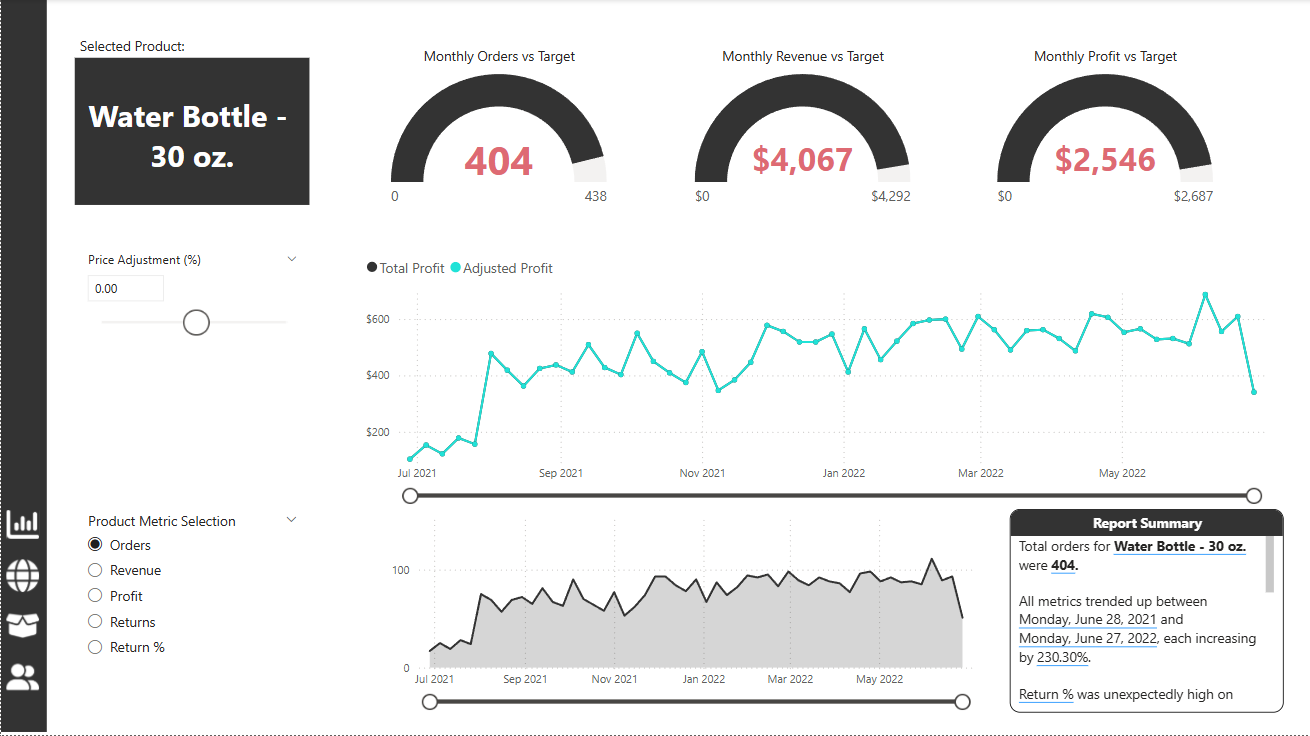 Selected Product:
Water Bottle -
30 oz.
Monthly Orders vs Target
404
0
438
Monthly Revenue vs Target
$4,067
$0
$4,292
Monthly Profit vs Target
$2,546
$0
$2,687
Price Adjustment (%)
0.00
Total Profit
Adjusted Profit
$600
$400
$200
Jul 2021
Sep 2021
Nov 2021
Jan 2022
Mar 2022
May 2022
Product Metric Selection
Orders
Revenue
Profit
Returns
Return %
100
0
Jul 2021
Sep 2021
Nov 2021
Jan 2022
Mar 2022
May 2022
Report Summary
Total orders for Water Bottle - 30 oz.
were 404.
All metrics trended up between
Monday, June 28, 2021 and
Monday, June 27, 2022, each increasing
by 230.30%.
Return % was unexpectedly high on